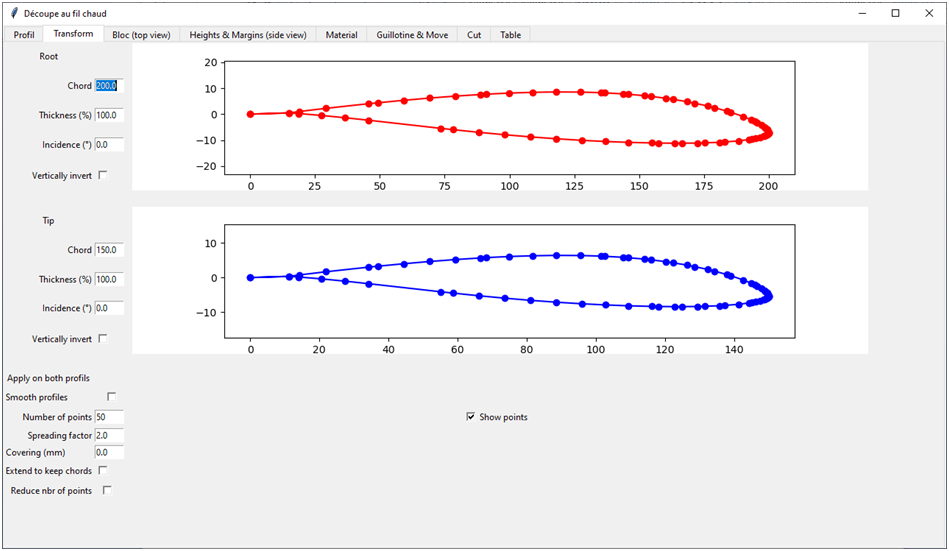 Découpe au fil chaud
Profil Transform Bloc (top view) Heights & Margins (side view) Material Guillotine & Move Cut Table
Root
Chord 200.0
Thickness (%) 100.0
Incidence (°) 0.0
Vertically invert
20
10
0
−10
−20
0 25 50 75 100 125 150 175 200
Tip
Chord 150.0
Thickness (%) 100.0
Incidence (°) 0.0
Vertically invert
10
0
−10
0 20 40 60 80 100 120 140
Apply on both profils
Smooth profiles
Number of points 50
Show points
Spreading factor 2.0
Covering (mm) 0.0
Extend to keep chords
Reduce nbr of points